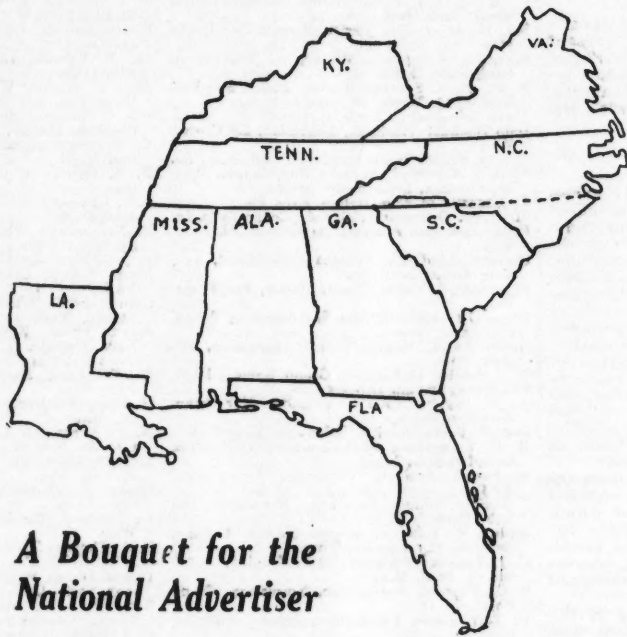 KY.
VA.
TENN.
N.C.
MISS. ALA. GA. S.C.
LA.
FLA
A Bouquet for the
National Advertiser